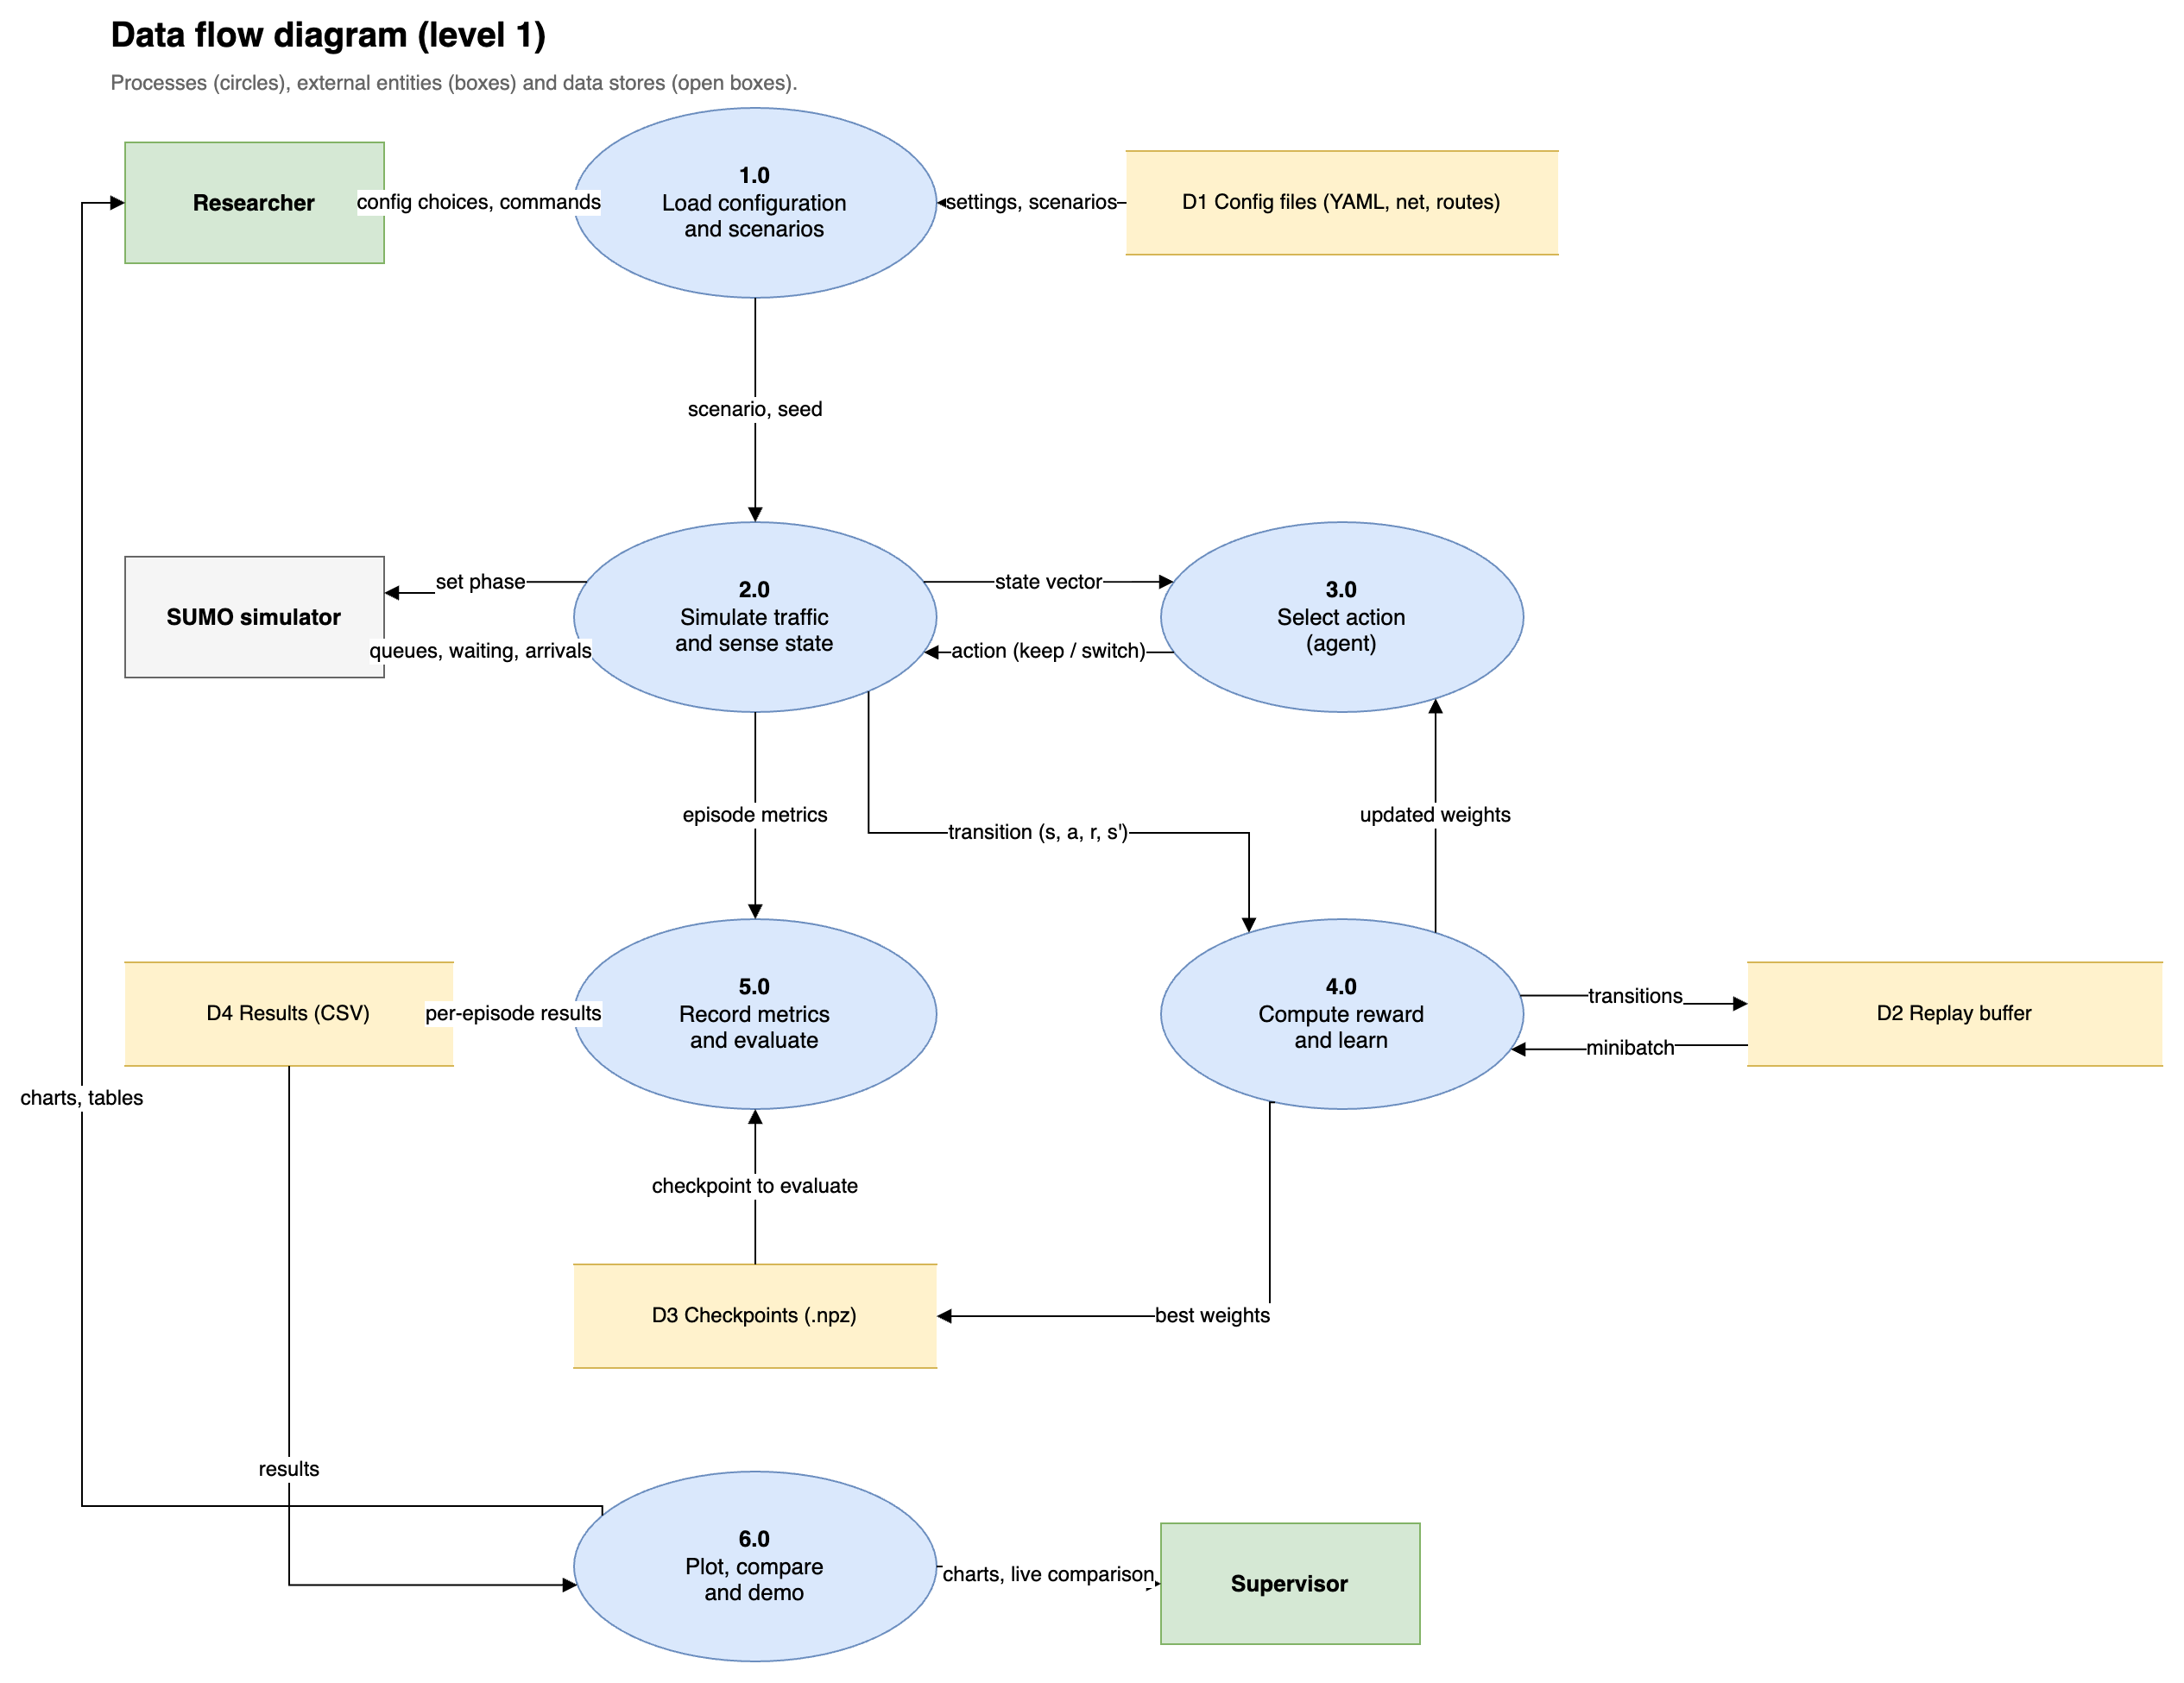 Data flow diagram (level 1)
Processes (circles), external entities (boxes) and data stores (open boxes).
Researcher
config choices, commands
1.0
Load configuration
and scenarios
settings, scenarios
D1 Config files (YAML, net, routes)
scenario, seed
SUMO simulator
set phase
queues, waiting, arrivals
2.0
Simulate traffic
and sense state
state vector
action (keep / switch)
3.0
Select action
(agent)
episode metrics
transition (s, a, r, s')
updated weights
D4 Results (CSV)
per-episode results
5.0
Record metrics
and evaluate
4.0
Compute reward
and learn
transitions
minibatch
D2 Replay buffer
charts, tables
checkpoint to evaluate
D3 Checkpoints (.npz)
best weights
results
6.0
Plot, compare
and demo
charts, live comparison
Supervisor